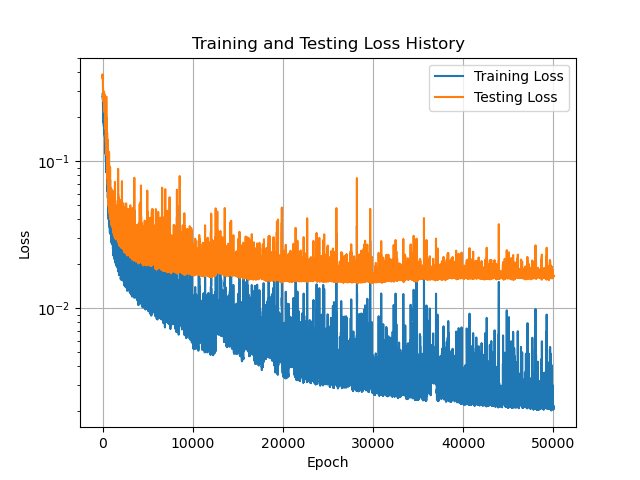 Training and Testing Loss History
Training Loss
Testing Loss
10⁻¹
10⁻²
Loss
0 10000 20000 30000 40000 50000
Epoch